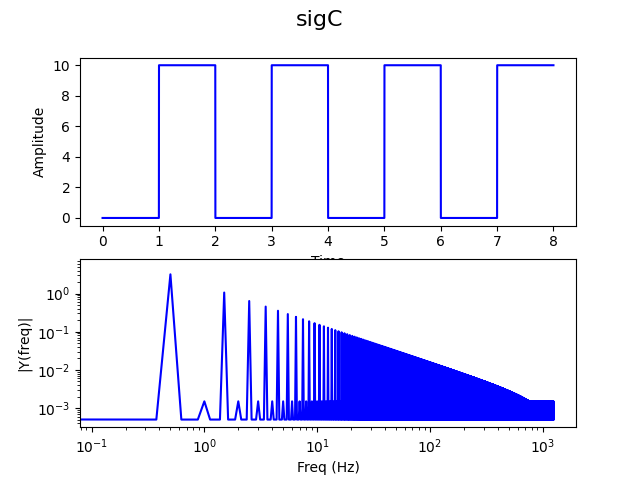 sigC
10
8
6
4
2
0
Amplitude
0 1 2 3 4 5 6 7 8
Time
10⁰
10⁻¹
10⁻²
10⁻³
|Y(freq)|
10⁻¹ 10⁰ 10¹ 10² 10³
Freq (Hz)